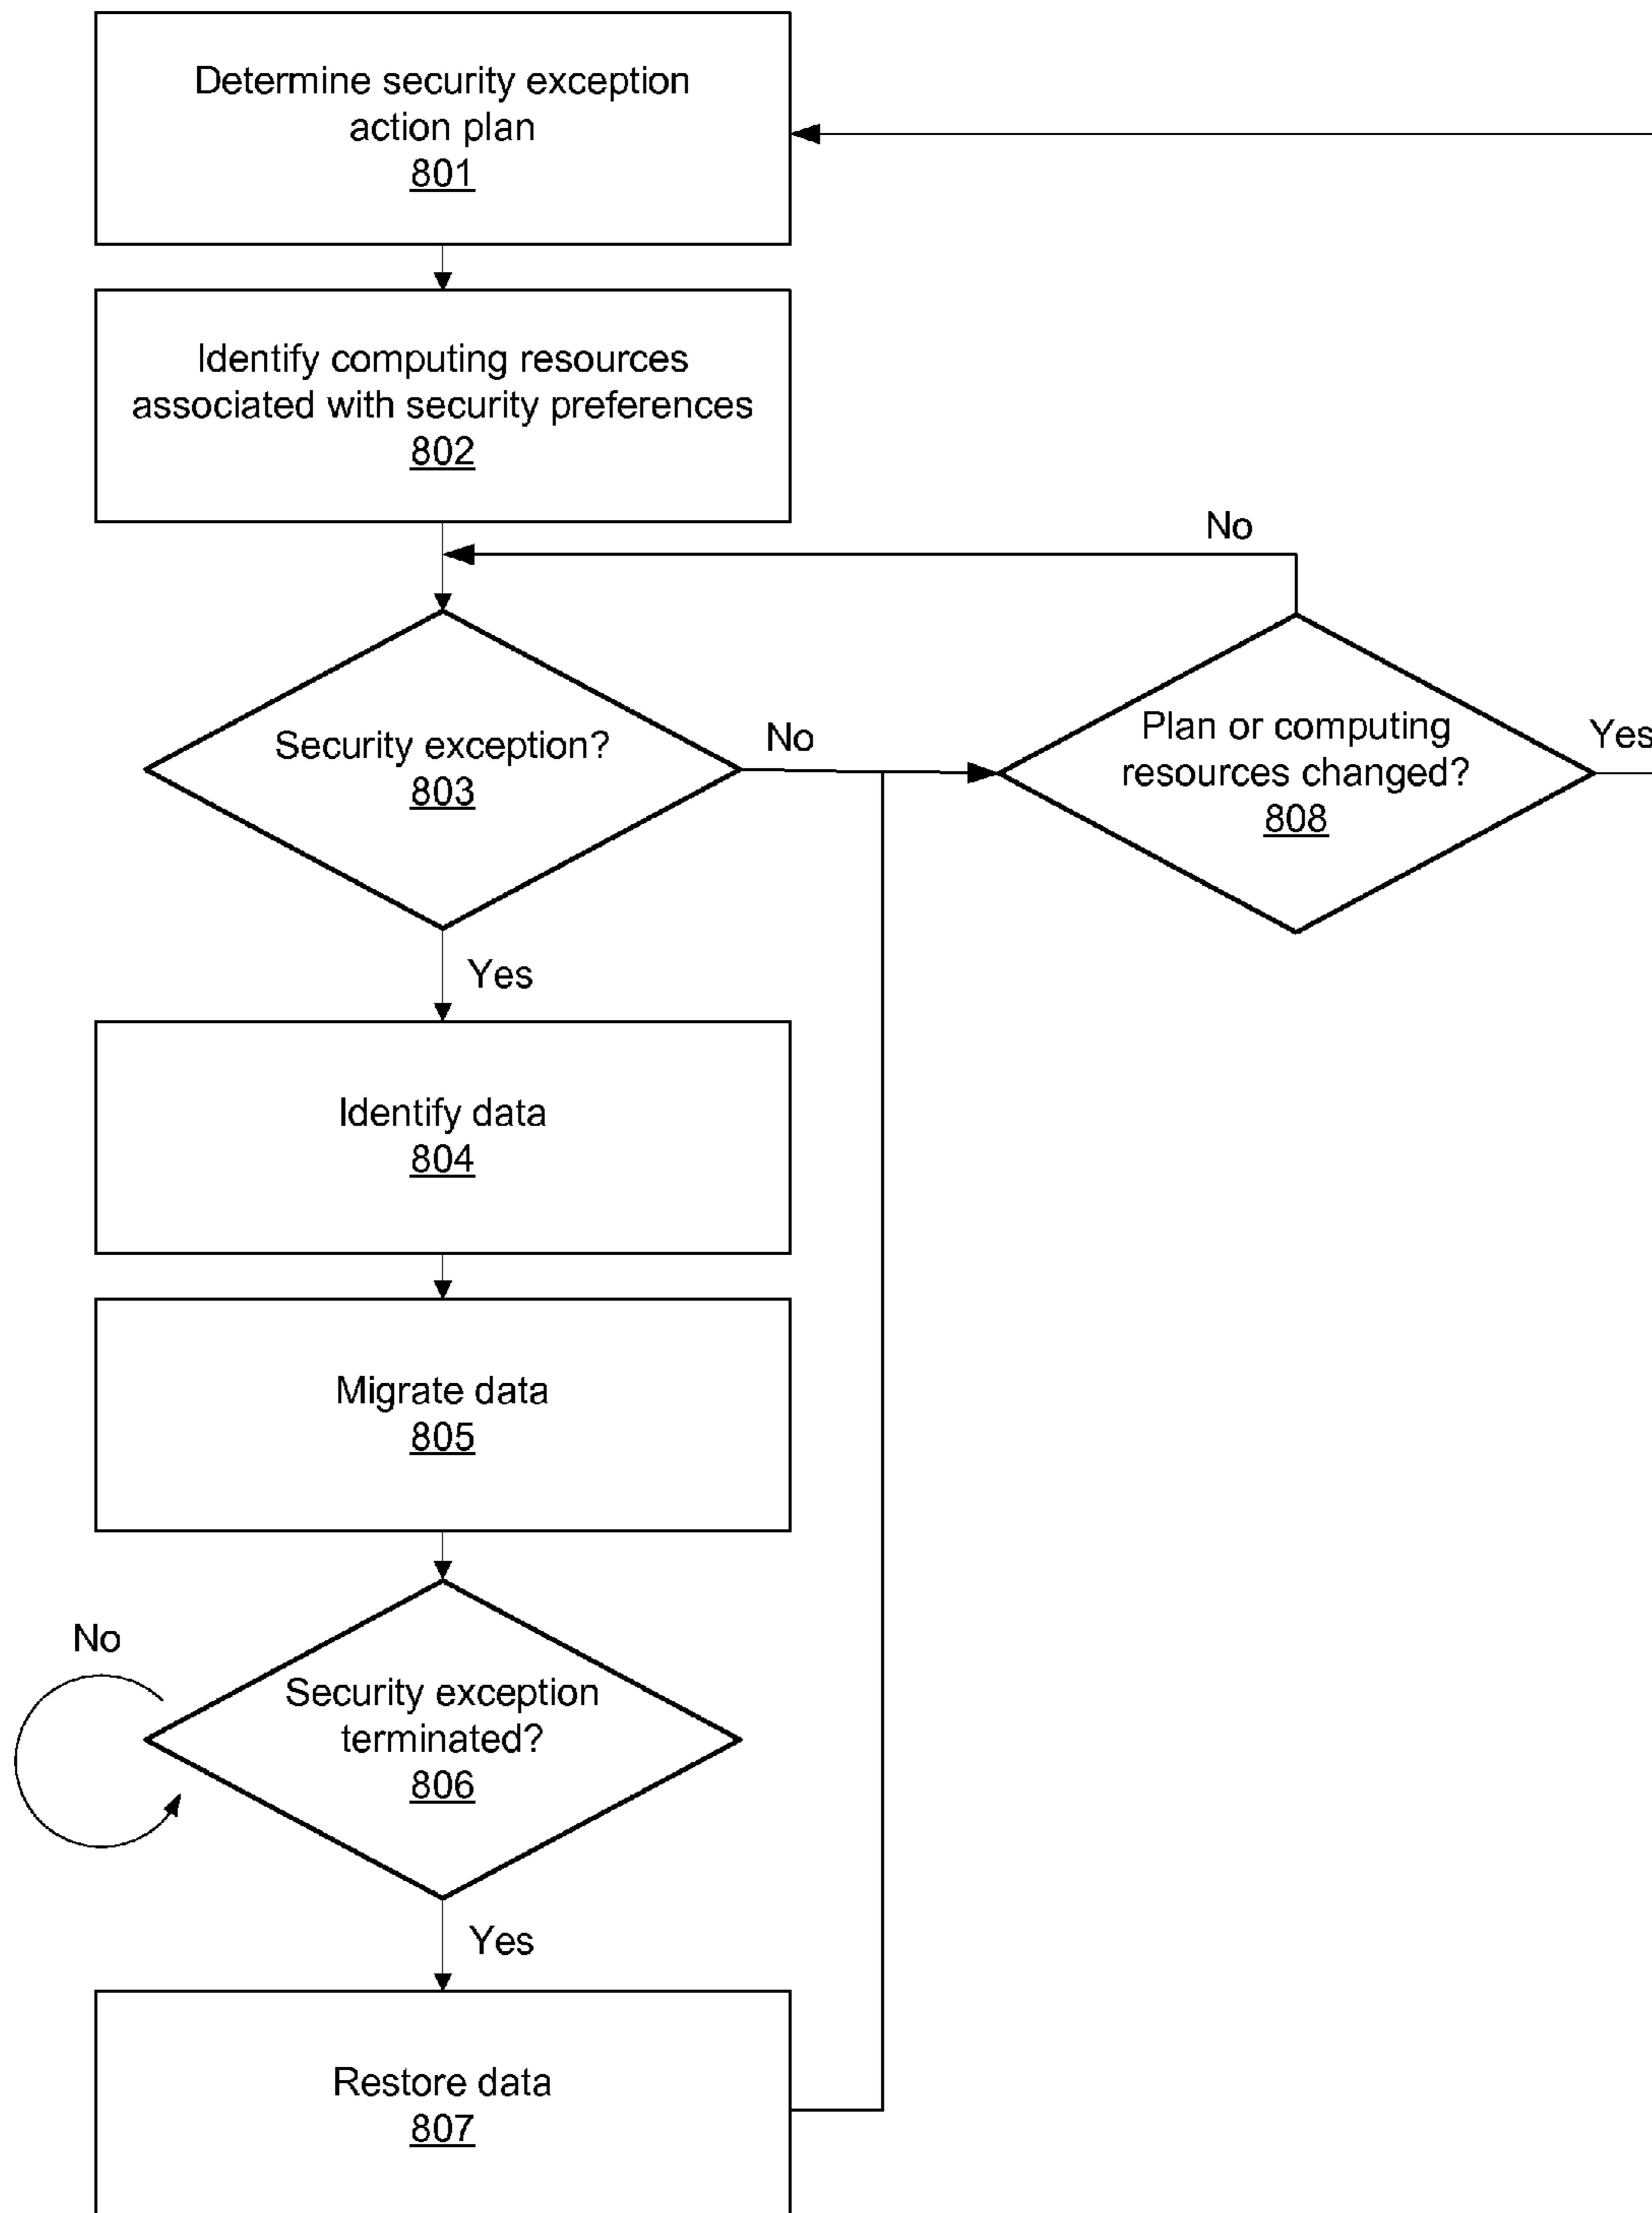 Determine security exception
action plan
801
Identify computing resources
associated with security preferences
802
No
Security exception?
803
No
Plan or computing
resources changed?
808
Yes
Yes
Identify data
804
Migrate data
805
No
Security exception
terminated?
806
Yes
Restore data
807